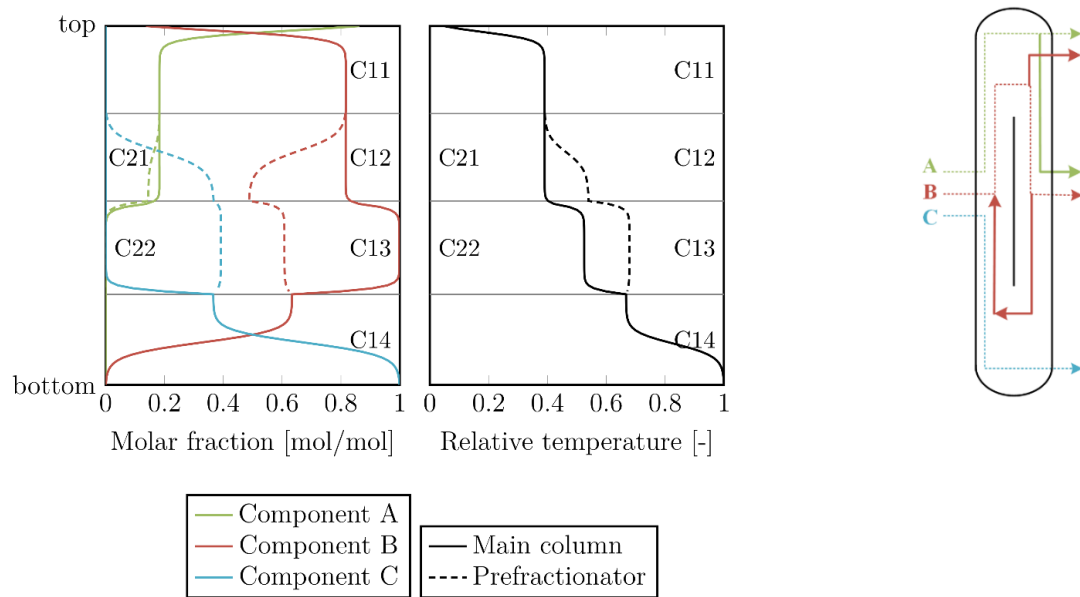 top
C11
C11
C21
C12
C21
C12
C22
C13
C22
C13
C14
C14
bottom
0
0.2
0.4
0.6
0.8
1
0
0.2
0.4
0.6
0.8
1
Molar fraction [mol/mol]
Relative temperature [-]
Component A
Component B
Component C
Main column
Prefractionator
A
B
C